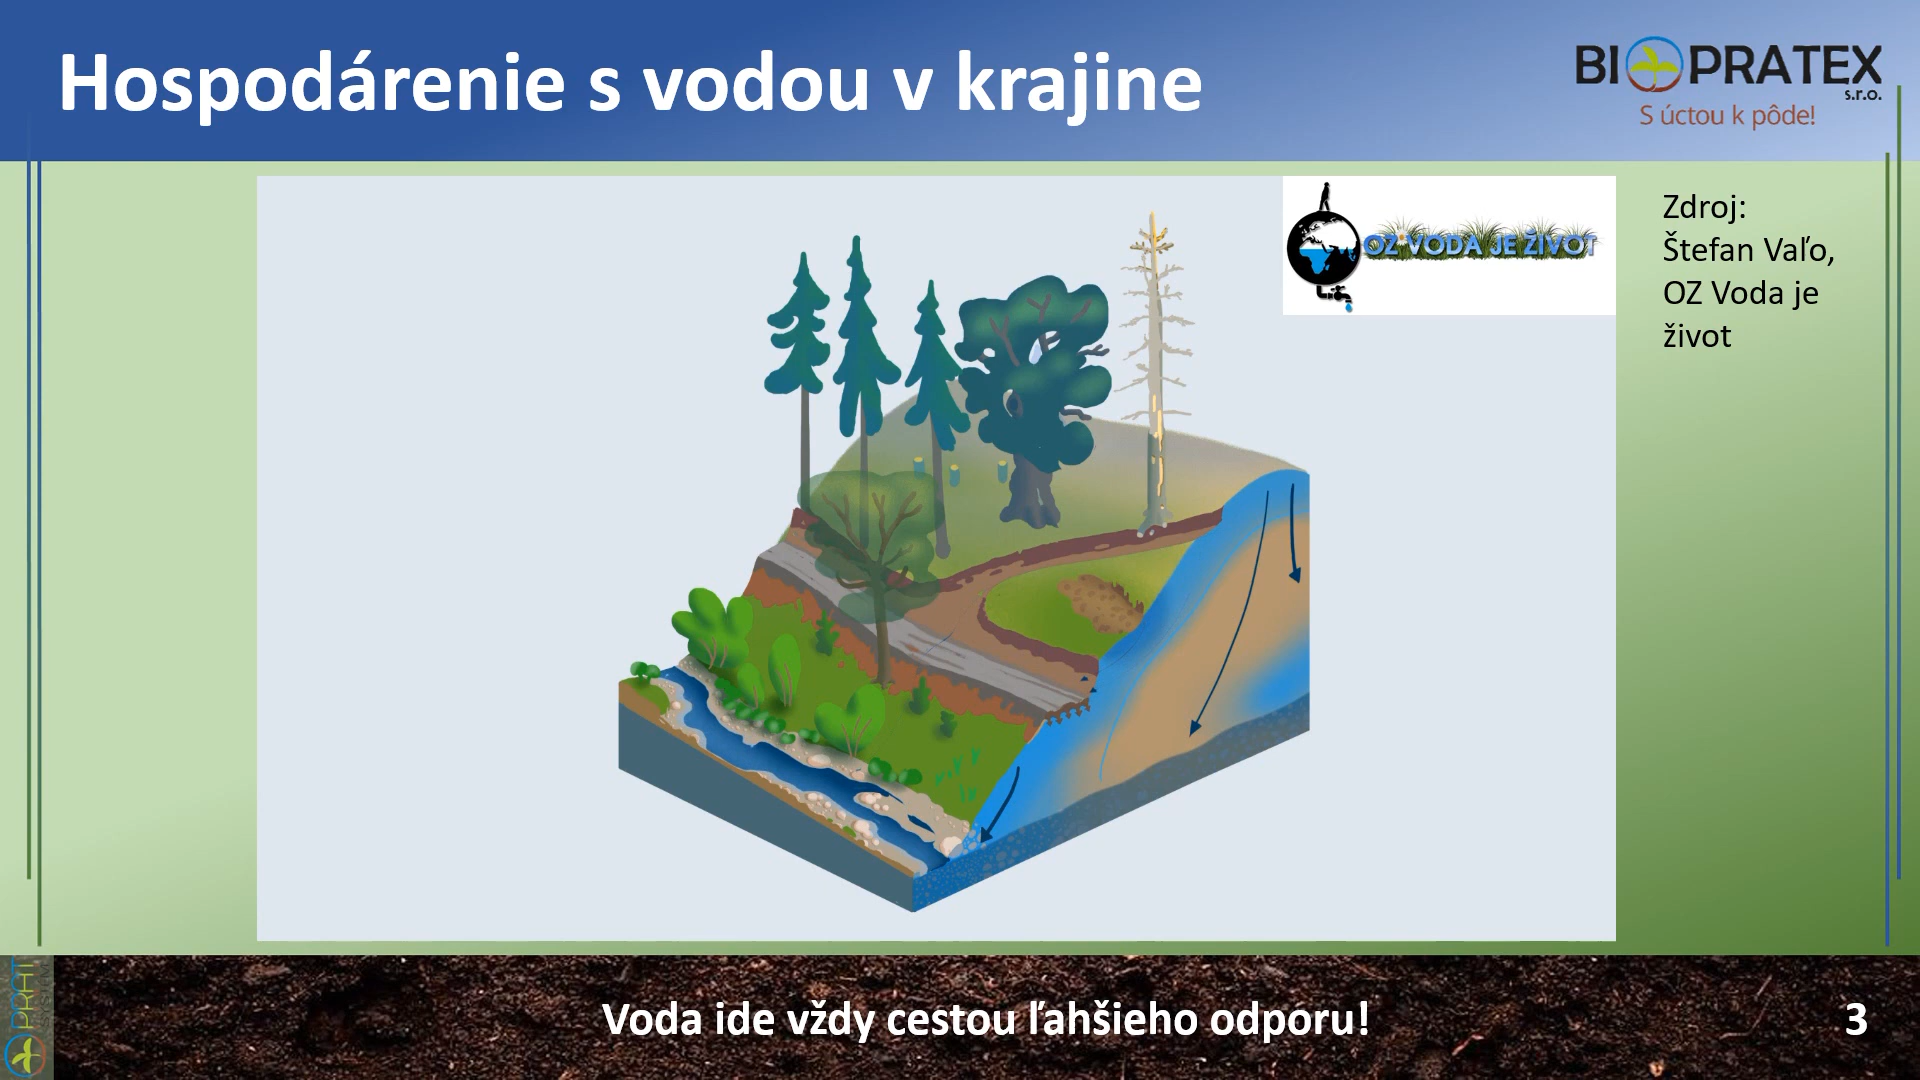 Hospodárenie s vodou v krajine
BIOPRATEX
s.r.o.
S úctou k pôde!
OZ VODA JE ŽIVOT
Zdroj:
Štefan Vaľo,
OZ Voda je
život
Voda ide vždy cestou ľahšieho odporu!
3